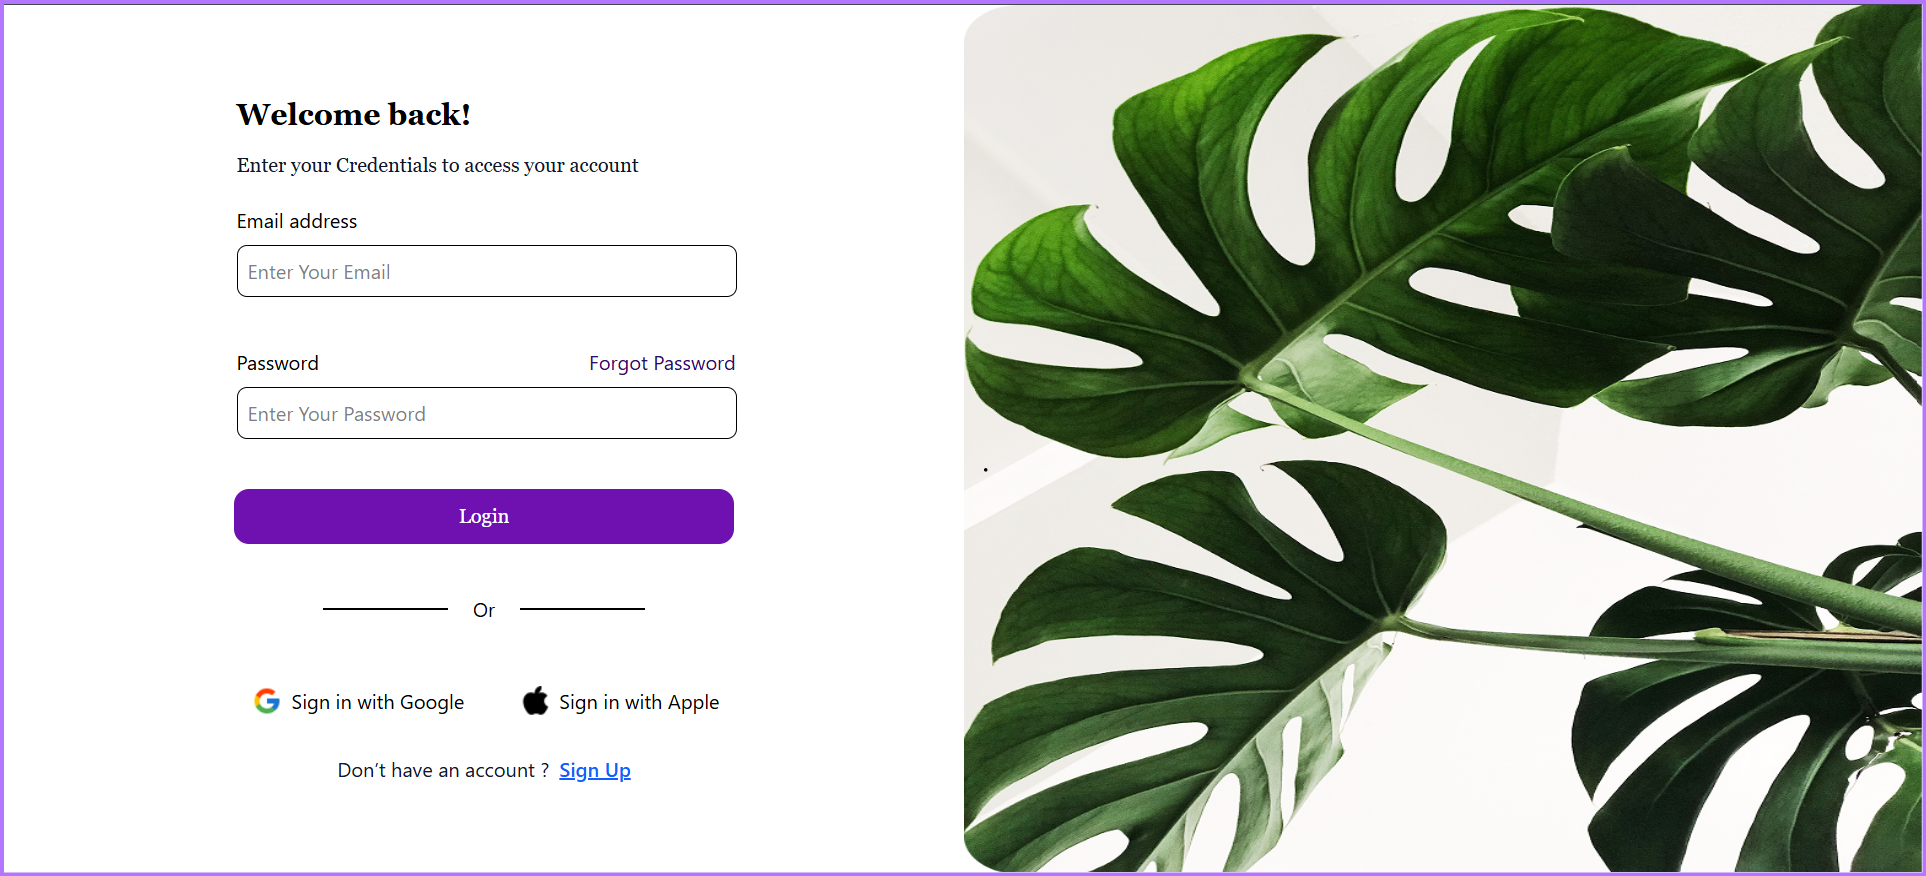 Welcome back!
Enter your Credentials to access your account
Email address
Enter Your Email
Password Forgot Password
Enter Your Password
Login
Or
Sign in with Google Sign in with Apple
Don’t have an account ? Sign Up